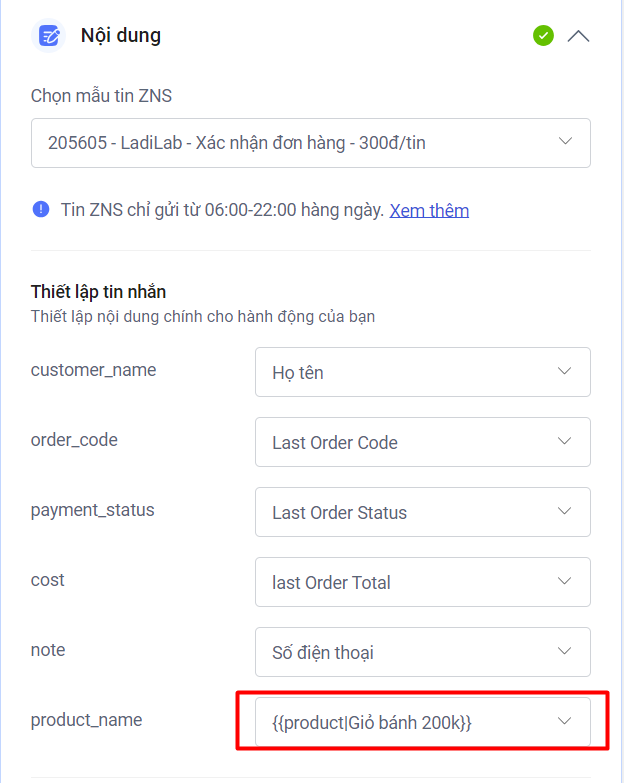 Nội dung
Chọn mẫu tin ZNS
205605 - LadiLab - Xác nhận đơn hàng - 300đ/tin
Tin ZNS chỉ gửi từ 06:00-22:00 hàng ngày. Xem thêm
Thiết lập tin nhắn
Thiết lập nội dung chính cho hành động của bạn
customer_name Họ tên
order_code Last Order Code
payment_status Last Order Status
cost last Order Total
note Số điện thoại
product_name {{product|Giỏ bánh 200k}}